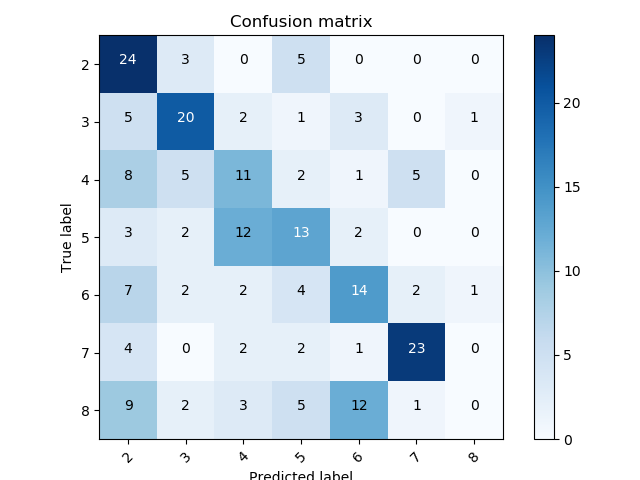 Confusion matrix
2 24 3 0 5 0 0 0
3 5 20 2 1 3 0 1
4 8 5 11 2 1 5 0
5 3 2 12 13 2 0 0
6 7 2 2 4 14 2 1
7 4 0 2 2 1 23 0
8 9 2 3 5 12 1 0
2 3 4 5 6 7 8
True label
Predicted label
20
15
10
5
0